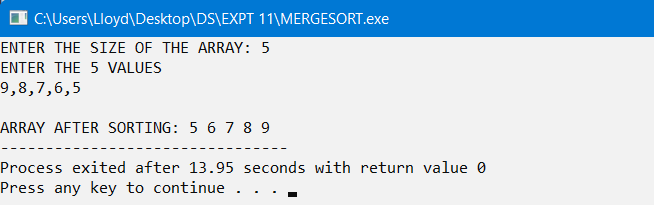 C:\Users\Lloyd\Desktop\DS\EXPT 11\MERGESORT.exe
ENTER THE SIZE OF THE ARRAY: 5
ENTER THE 5 VALUES
9,8,7,6,5
ARRAY AFTER SORTING: 5 6 7 8 9
--------------------------------
Process exited after 13.95 seconds with return value 0
Press any key to continue . . .